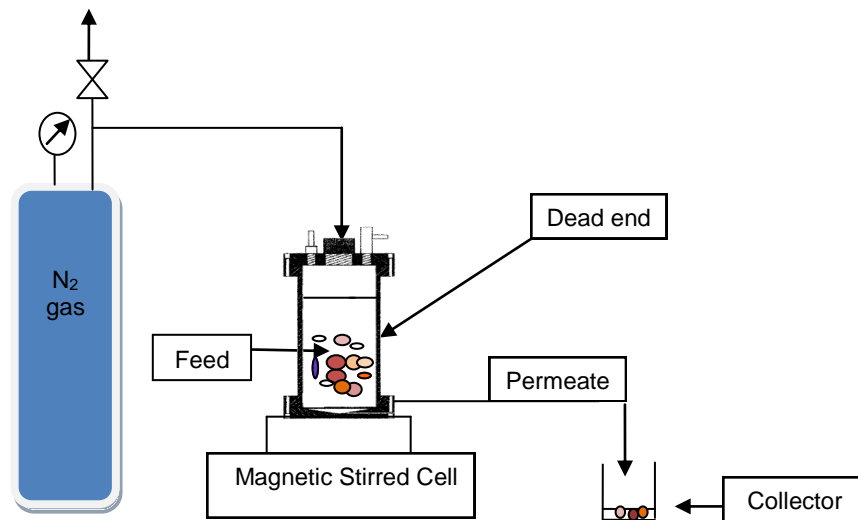 N₂
gas
Dead end
Feed
Permeate
Magnetic Stirred Cell
Collector